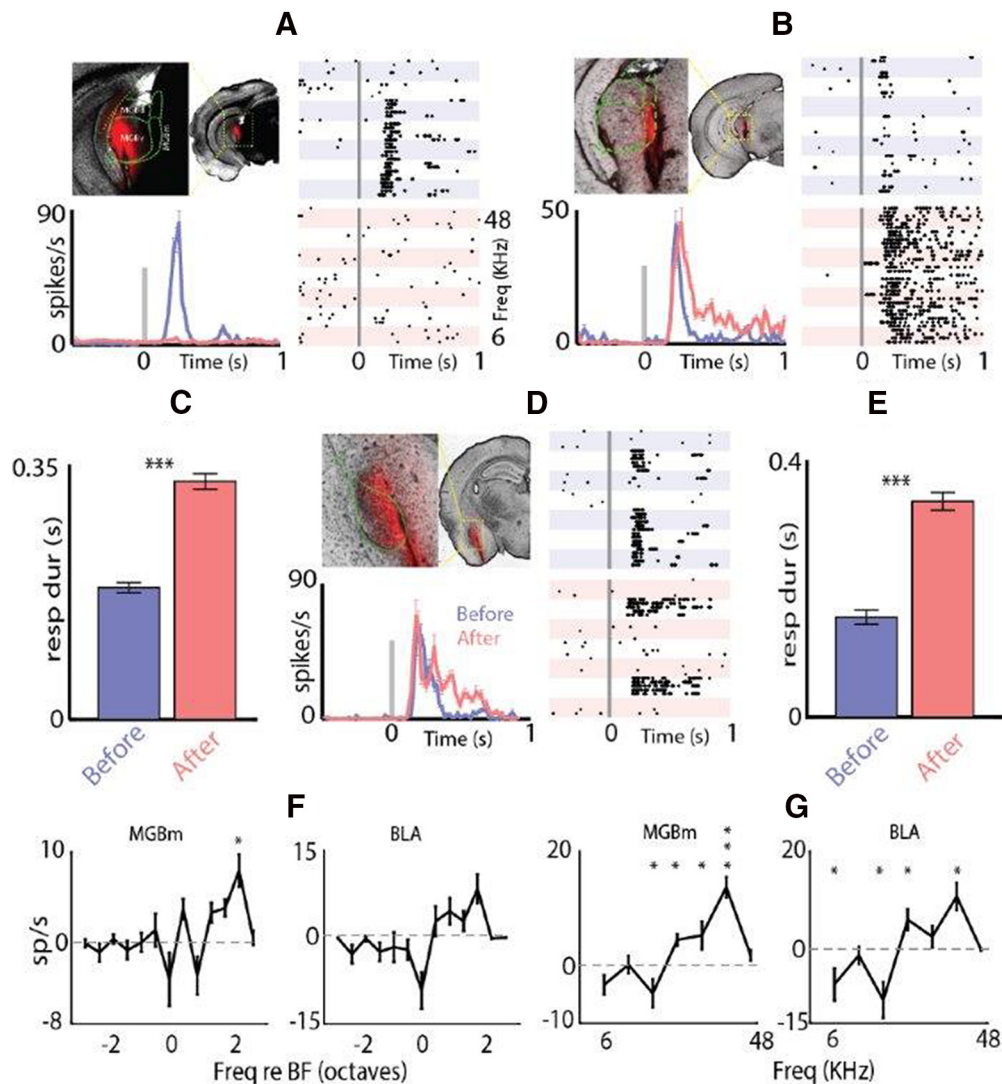 A
B
MGBd
MGBv
MGBm
90
spikes/s
0
0
Time (s)
1
48
Freq (KHz)
6
0
Time (s)
1
50
0
0
Time (s)
1
0
Time (s)
1
C
D
E
0.35
resp dur (s)
0
***
Before
After
90
spikes/s
0
Before
After
0
Time (s)
1
0
Time (s)
1
0.4
resp dur (s)
0
***
Before
After
F
G
MGBm
10
sp/s
0
-8
*
-2
0
2
BLA
15
0
-15
-2
0
2
Freq re BF (octaves)
MGBm
20
0
-10
* * * ***
6
48
BLA
20
0
-15
* * * *
6
48
Freq (KHz)